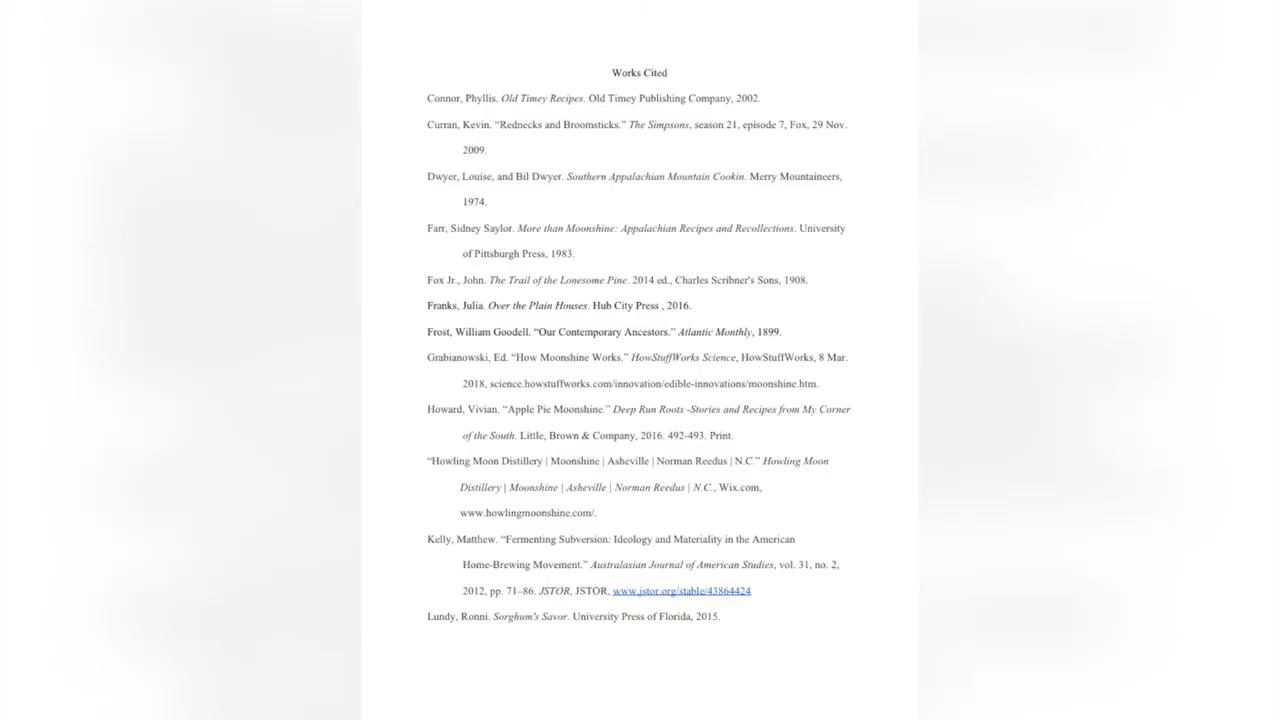 Works Cited
Connor, Phyllis. Old Timey Recipes. Old Timey Publishing Company, 2002.
Curran, Kevin. “Rednecks and Broomsticks.” The Simpsons, season 21, episode 7, Fox, 29 Nov.
2009.
Dwyer, Louise, and Bil Dwyer. Southern Appalachian Mountain Cookin. Merry Mountaineers,
1974.
Farr, Sidney Saylor. More than Moonshine: Appalachian Recipes and Recollections. University
of Pittsburgh Press, 1983.
Fox Jr., John. The Trail of the Lonesome Pine. 2014 ed., Charles Scribner's Sons, 1908.
Franks, Julia. Over the Plain Houses. Hub City Press , 2016.
Frost, William Goodell. “Our Contemporary Ancestors.” Atlantic Monthly, 1899.
Grabianowski, Ed. “How Moonshine Works.” HowStuffWorks Science, HowStuffWorks, 8 Mar.
2018, science.howstuffworks.com/innovation/edible-innovations/moonshine.htm.
Howard, Vivian. “Apple Pie Moonshine.” Deep Run Roots -Stories and Recipes from My Corner
of the South. Little, Brown & Company, 2016. 492-493. Print.
“Howling Moon Distillery | Moonshine | Asheville | Norman Reedus | N.C.” Howling Moon
Distillery | Moonshine | Asheville | Norman Reedus | N.C., Wix.com,
www.howlingmoonshine.com/.
Kelly, Matthew. “Fermenting Subversion: Ideology and Materiality in the American
Home-Brewing Movement.” Australasian Journal of American Studies, vol. 31, no. 2,
2012, pp. 71–86. JSTOR, JSTOR, www.jstor.org/stable/43864424
Lundy, Ronni. Sorghum's Savor. University Press of Florida, 2015.